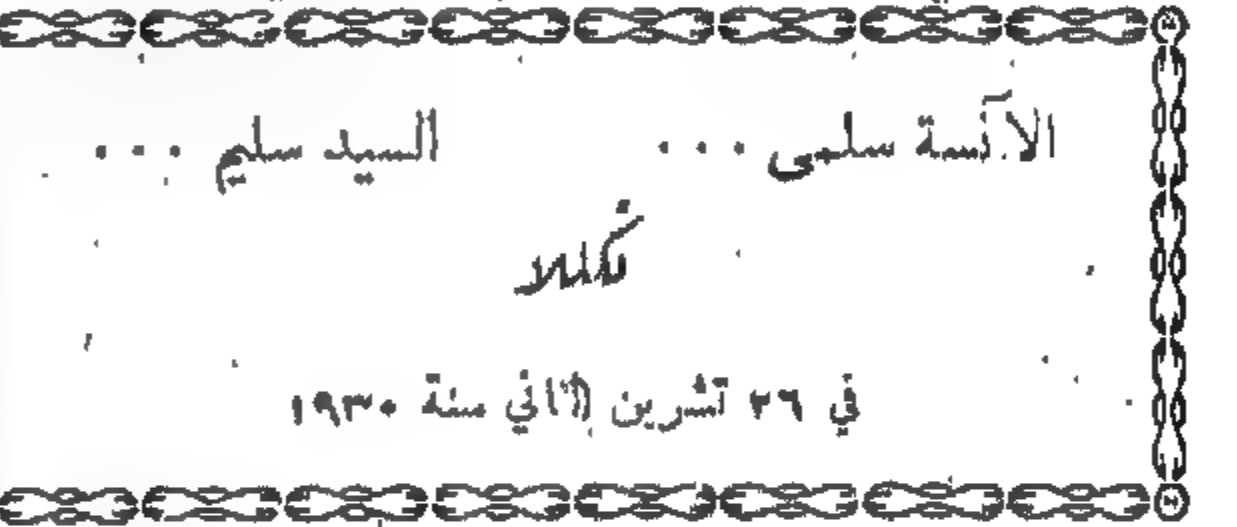 الآنسة سلمى ... السيد سليم ...
تكللا
في ٢٦ تشرين الثاني سنة ١٩٣٠